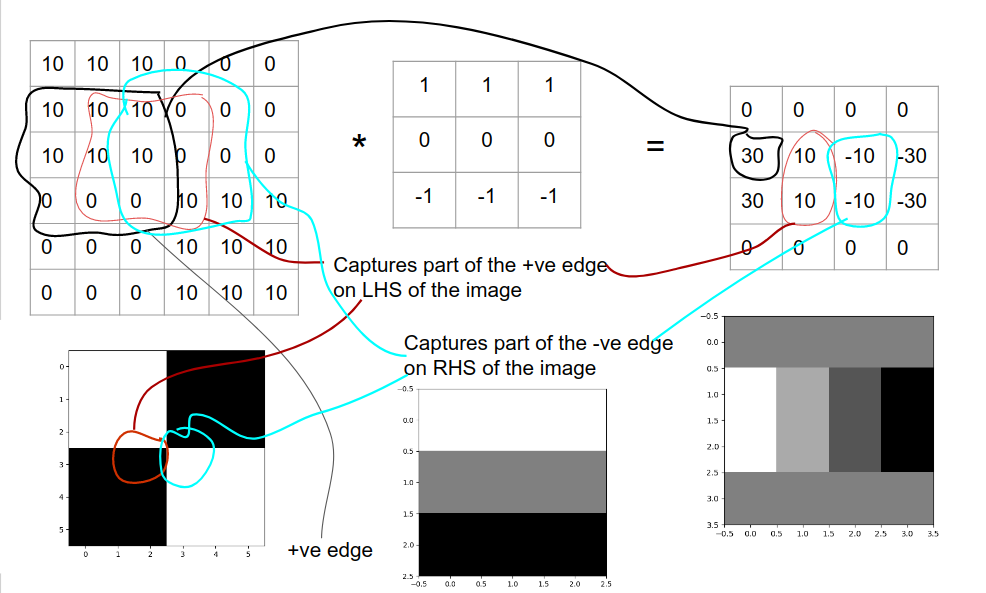 10 10 10 0 0 0
10 10 10 0 0 0
10 10 10 0 0 0
0 0 0 10 10 10
0 0 0 10 10 10
0 0 0 10 10 10
*
1 1 1
0 0 0
-1 -1 -1
=
0 0 0 0
30 10 -10 -30
30 10 -10 -30
0 0 0 0
Captures part of the +ve edge
on LHS of the image
Captures part of the -ve edge
on RHS of the image
0
1
2
3
4
5
0 1 2 3 4 5
+ve edge
−0.5
0.0
0.5
1.0
1.5
2.0
2.5
−0.5 0.0 0.5 1.0 1.5 2.0 2.5
−0.5
0.0
0.5
1.0
1.5
2.0
2.5
3.0
3.5
−0.5 0.0 0.5 1.0 1.5 2.0 2.5 3.0 3.5